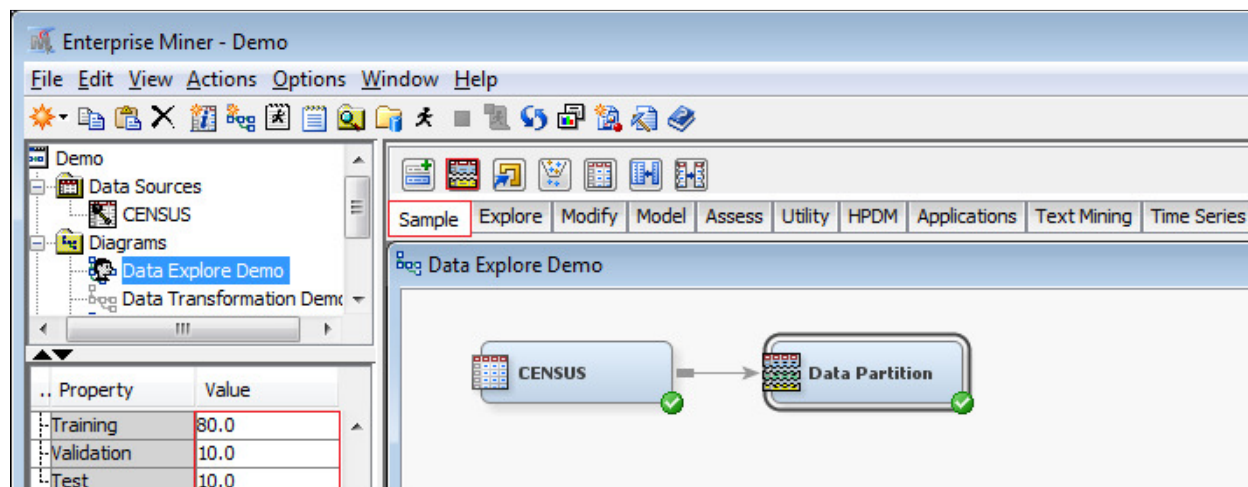 Enterprise Miner - Demo
File Edit View Actions Options Window Help
Demo
Data Sources
CENSUS
Diagrams
Data Explore Demo
Data Transformation Demo
.. Property Value
Training 80.0
Validation 10.0
Test 10.0
Sample Explore Modify Model Assess Utility HPDM Applications Text Mining Time Series
Data Explore Demo
CENSUS
Data Partition